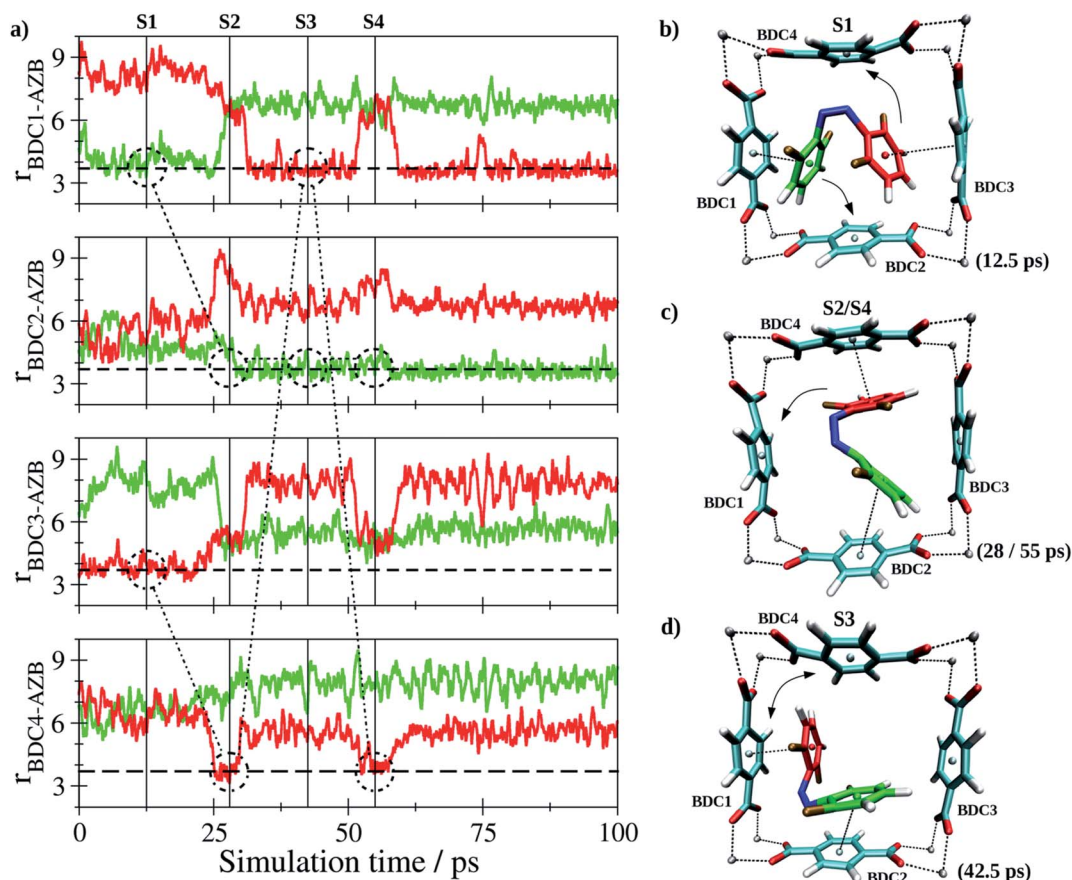 a)
S1 S2 S3 S4
9
6
3
rBDC1-AZB
9
6
3
rBDC2-AZB
9
6
3
rBDC3-AZB
9
6
3
rBDC4-AZB
0 25 50 75 100
Simulation time / ps
b)
S1
BDC4
BDC1
BDC3
BDC2
(12.5 ps)
c)
S2/S4
BDC4
BDC1
BDC3
BDC2
(28 / 55 ps)
d)
S3
BDC4
BDC1
BDC3
BDC2
(42.5 ps)